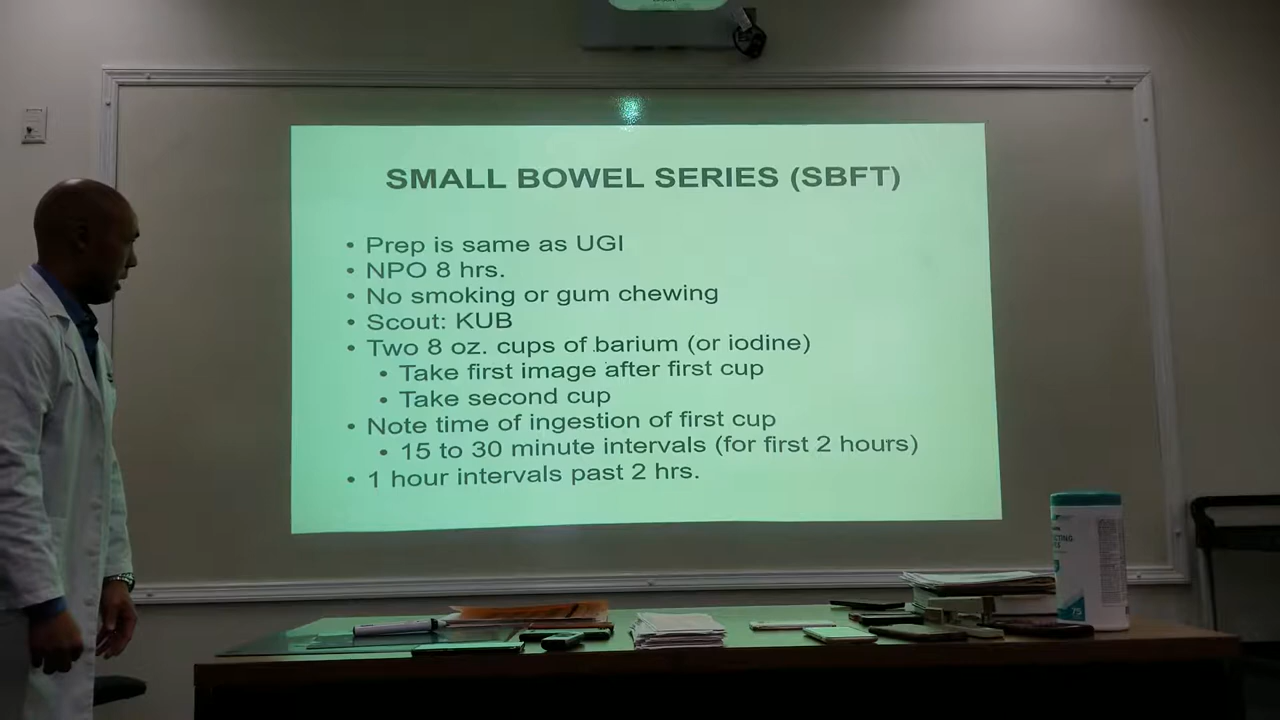 SMALL BOWEL SERIES (SBFT)
• Prep is same as UGI
• NPO 8 hrs.
• No smoking or gum chewing
• Scout: KUB
• Two 8 oz. cups of barium (or iodine)
• Take first image after first cup
• Take second cup
• Note time of ingestion of first cup
• 15 to 30 minute intervals (for first 2 hours)
• 1 hour intervals past 2 hrs.
75